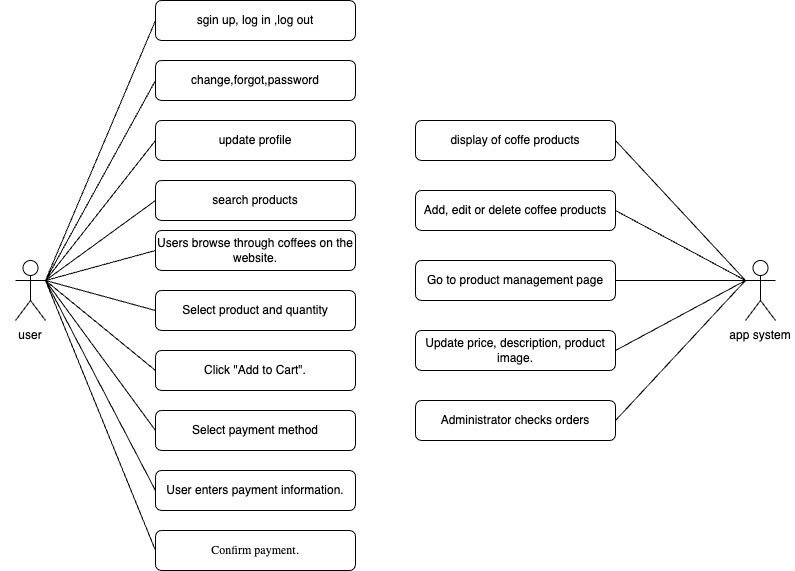 sgin up, log in ,log out
change,forgot,password
update profile
search products
Users browse through coffees on the
website.
Select product and quantity
Click "Add to Cart".
Select payment method
User enters payment information.
Confirm payment.
user
display of coffe products
Add, edit or delete coffee products
Go to product management page
Update price, description, product
image.
Administrator checks orders
app system